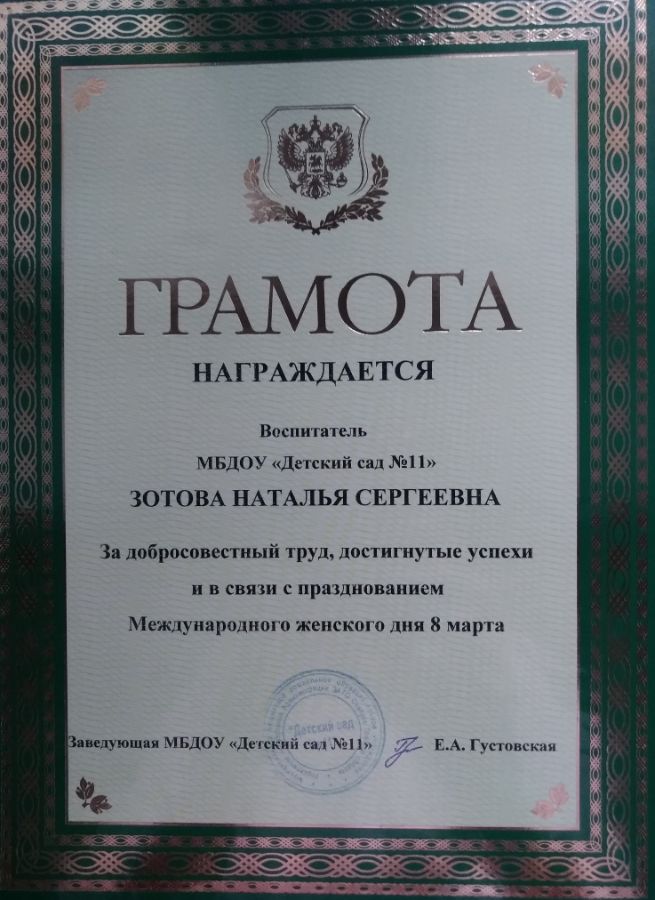 ГРАМОТА
НАГРАЖДАЕТСЯ
Воспитатель
МБДОУ «Детский сад №11»
ЗОТОВА НАТАЛЬЯ СЕРГЕЕВНА
За добросовестный труд, достигнутые успехи
и в связи с празднованием
Международного женского дня 8 марта
"Детский сад
Заведующая МБДОУ «Детский сад №11» Е.А. Густовская